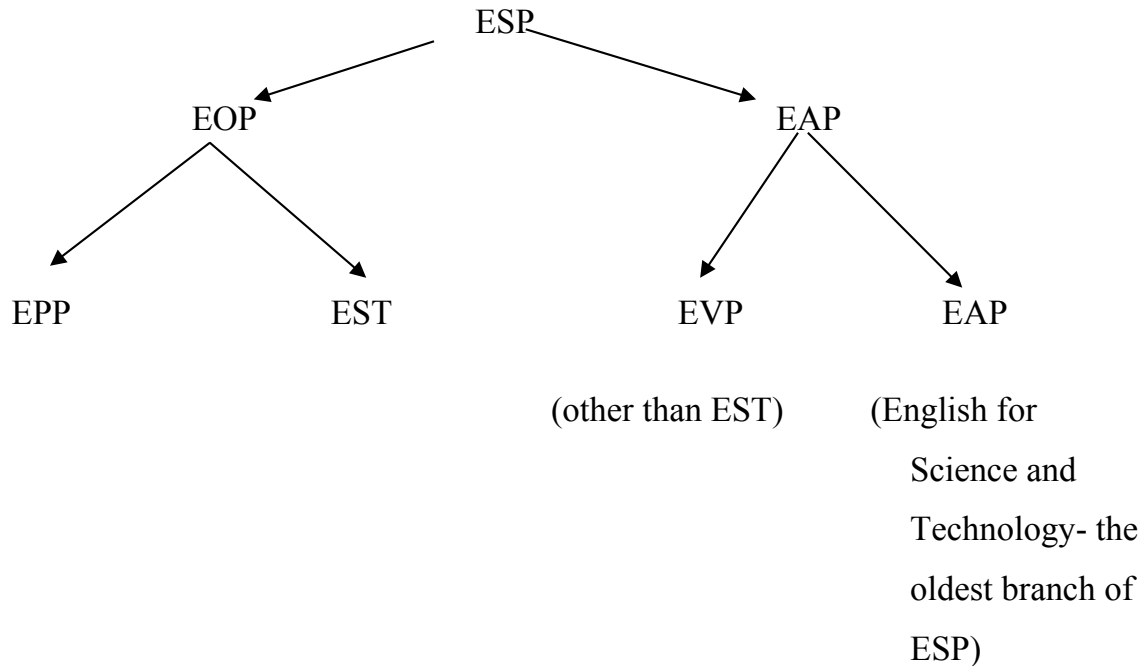 ESP
EOP EAP
EPP EST EVP EAP
(other than EST) (English for
Science and
Technology- the
oldest branch of
ESP)